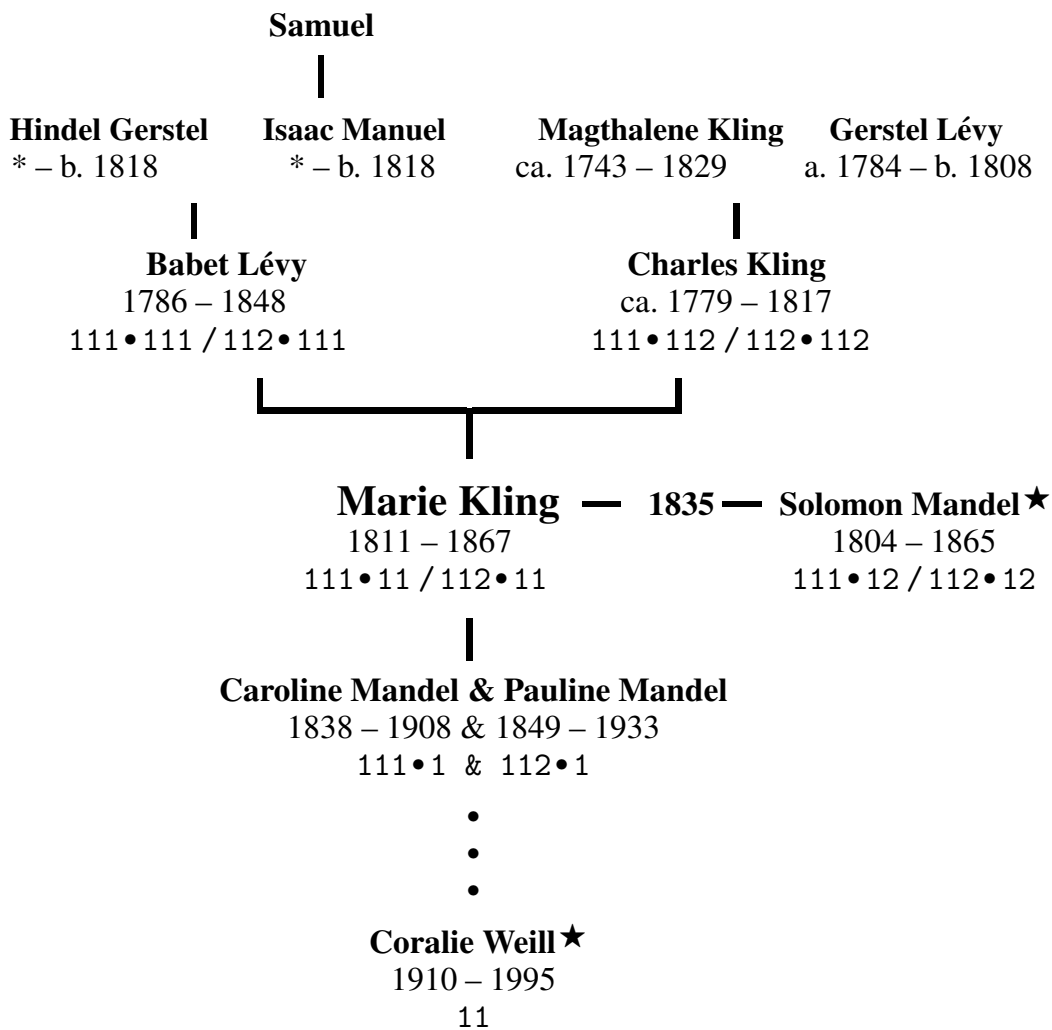 Samuel
Hindel Gerstel Isaac Manuel Magthalene Kling Gerstel Lévy
* – b. 1818 * – b. 1818 ca. 1743 – 1829 a. 1784 – b. 1808
Babet Lévy Charles Kling
1786 – 1848 ca. 1779 – 1817
111•111 / 112•111 111•112 / 112•112
Marie Kling — 1835 — Solomon Mandel★
1811 – 1867 1804 – 1865
111•11 / 112•11 111•12 / 112•12
Caroline Mandel & Pauline Mandel
1838 – 1908 & 1849 – 1933
111•1 & 112•1
•
•
•
Coralie Weill★
1910 – 1995
11